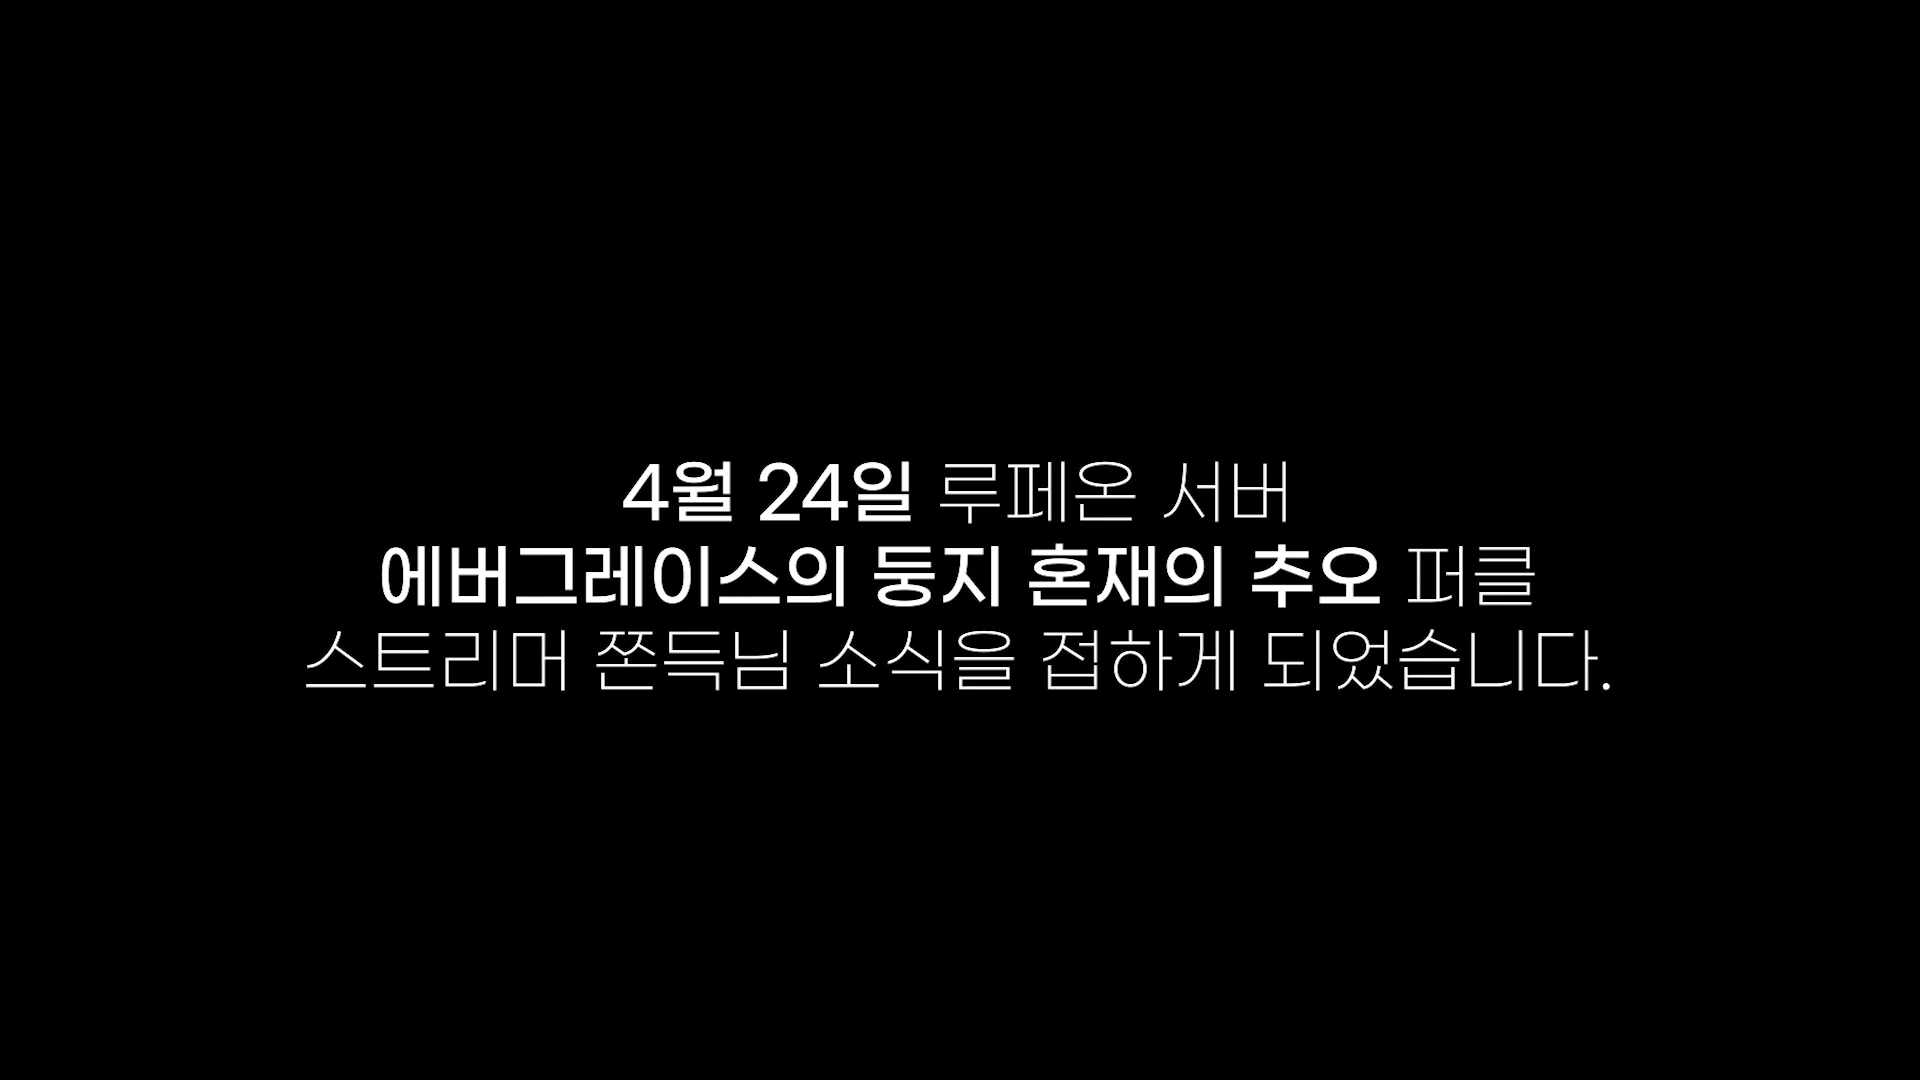 4월 24일 루페온 서버
에버그레이스의 둥지 혼재의 추오 퍼클
스트리머 쫀득님 소식을 접하게 되었습니다.